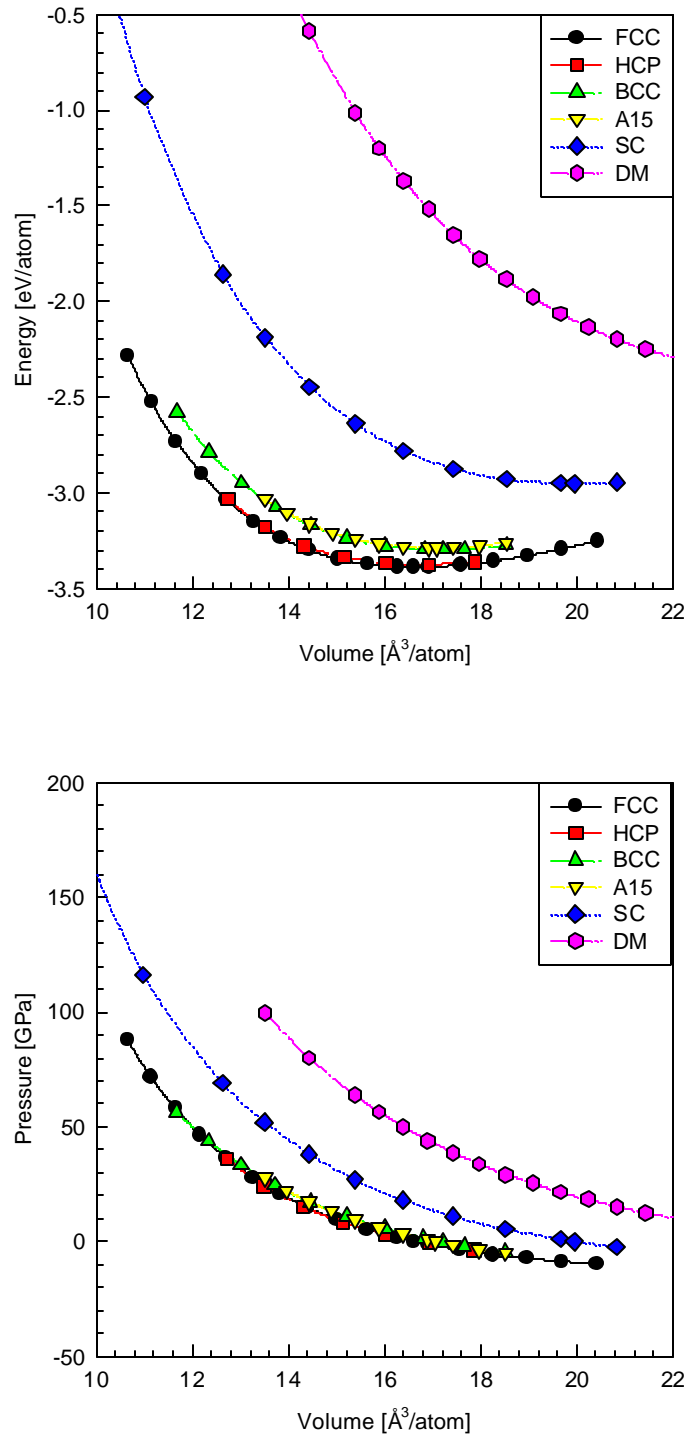 -0.5
-1.0
-1.5
-2.0
-2.5
-3.0
-3.5
Energy [eV/atom]
FCC
HCP
BCC
A15
SC
DM
10 12 14 16 18 20 22
Volume [Å³/atom]
200
150
100
50
0
-50
Pressure [GPa]
FCC
HCP
BCC
A15
SC
DM
10 12 14 16 18 20 22
Volume [Å³/atom]